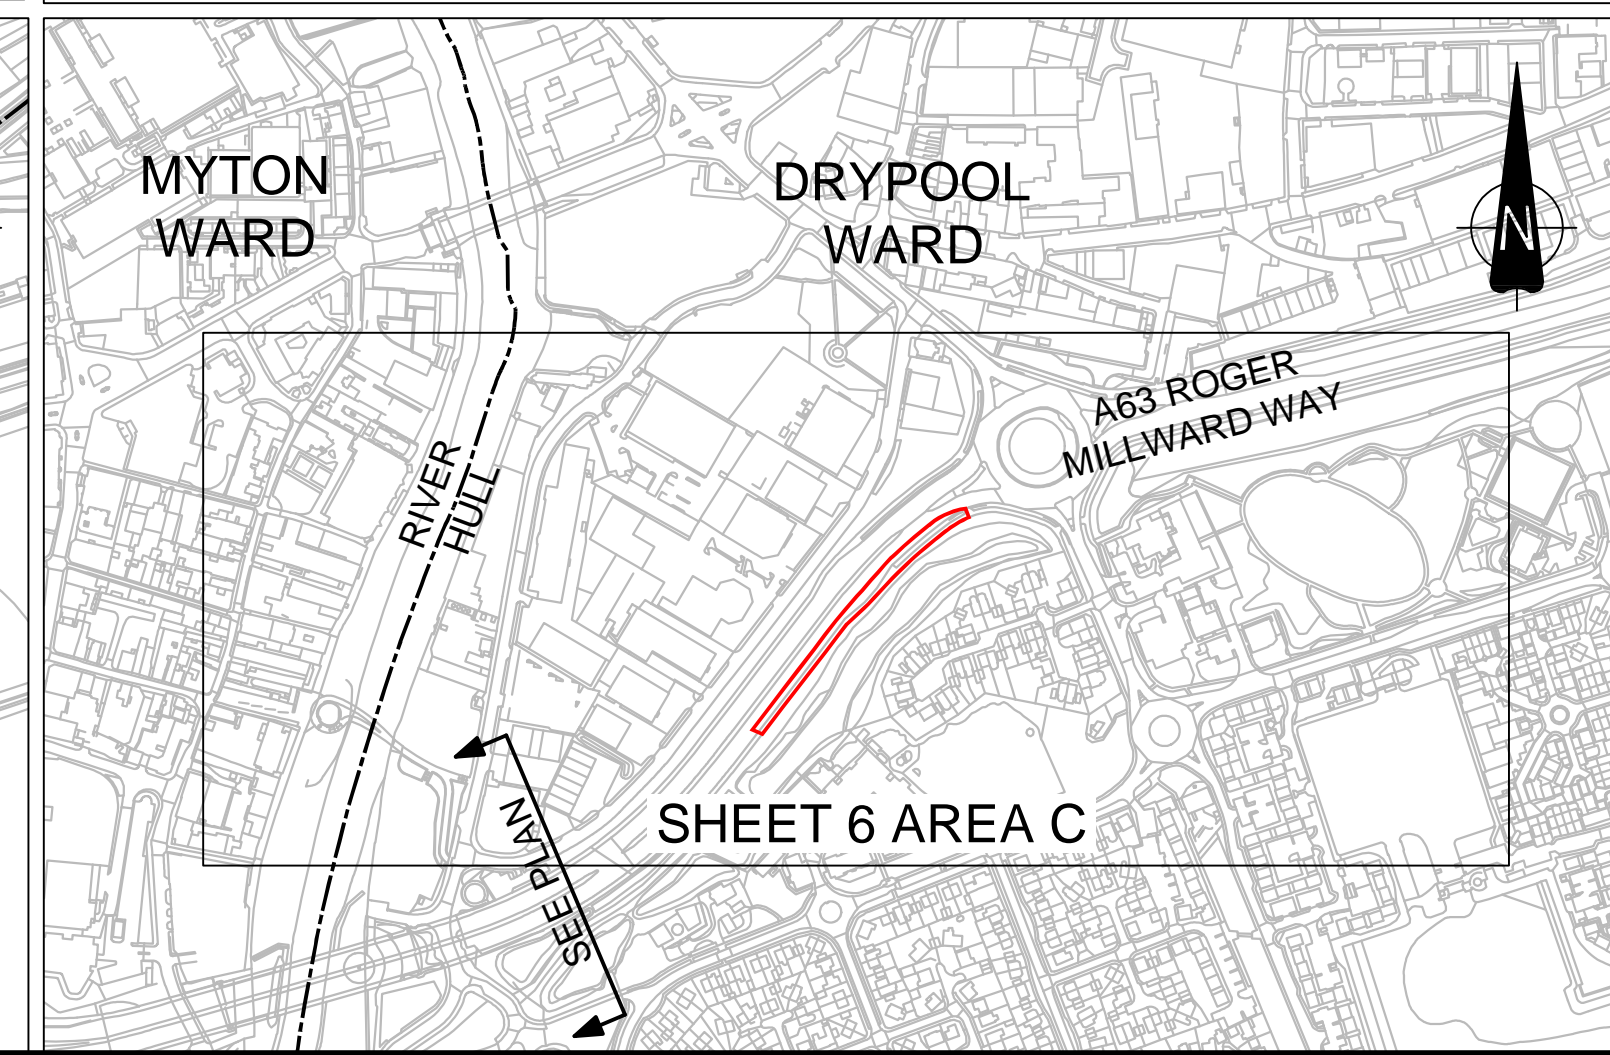 MYTON
WARD
DRYPOOL
WARD
N
A63 ROGER
MILLWARD WAY
RIVER
HULL
SEE PLAN
SHEET 6 AREA C